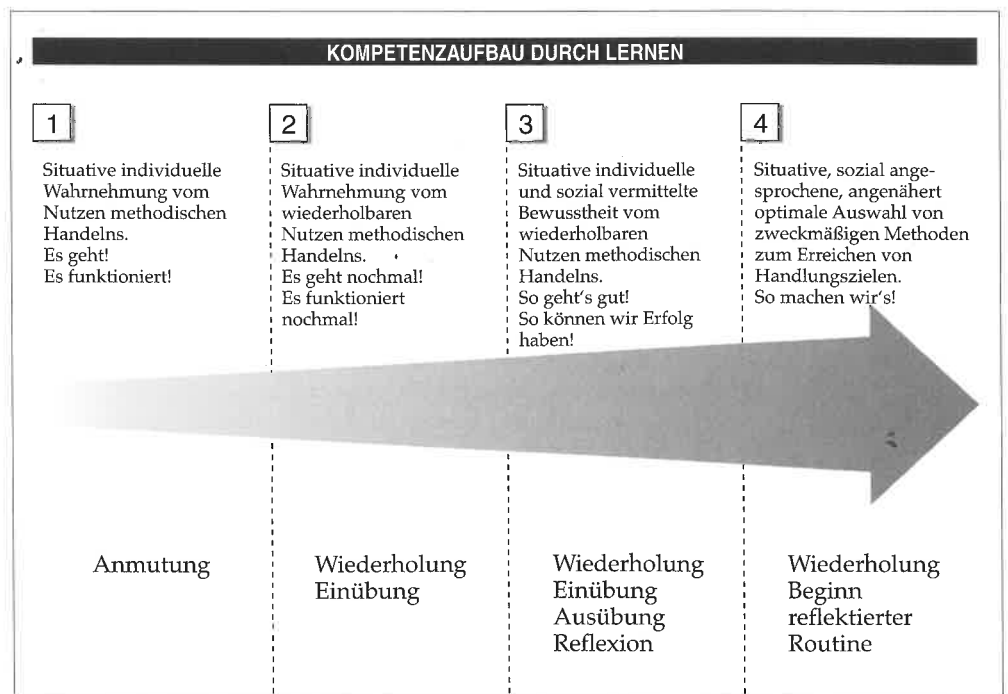 KOMPETENZAUFBAU DURCH LERNEN
1
Situative individuelle
Wahrnehmung vom
Nutzen methodischen
Handelns.
Es geht!
Es funktioniert!
2
Situative individuelle
Wahrnehmung vom
wiederholbaren
Nutzen methodischen
Handelns.
Es geht nochmal!
Es funktioniert
nochmal!
3
Situative individuelle
und sozial vermittelte
Bewusstheit vom
wiederholbaren
Nutzen methodischen
Handelns.
So geht's gut!
So können wir Erfolg
haben!
4
Situative, sozial ange-
sprochene, angenähert
optimale Auswahl von
zweckmäßigen Methoden
zum Erreichen von
Handlungszielen.
So machen wir's!
Anmutung
Wiederholung
Einübung
Wiederholung
Einübung
Ausübung
Reflexion
Wiederholung
Beginn
reflektierter
Routine